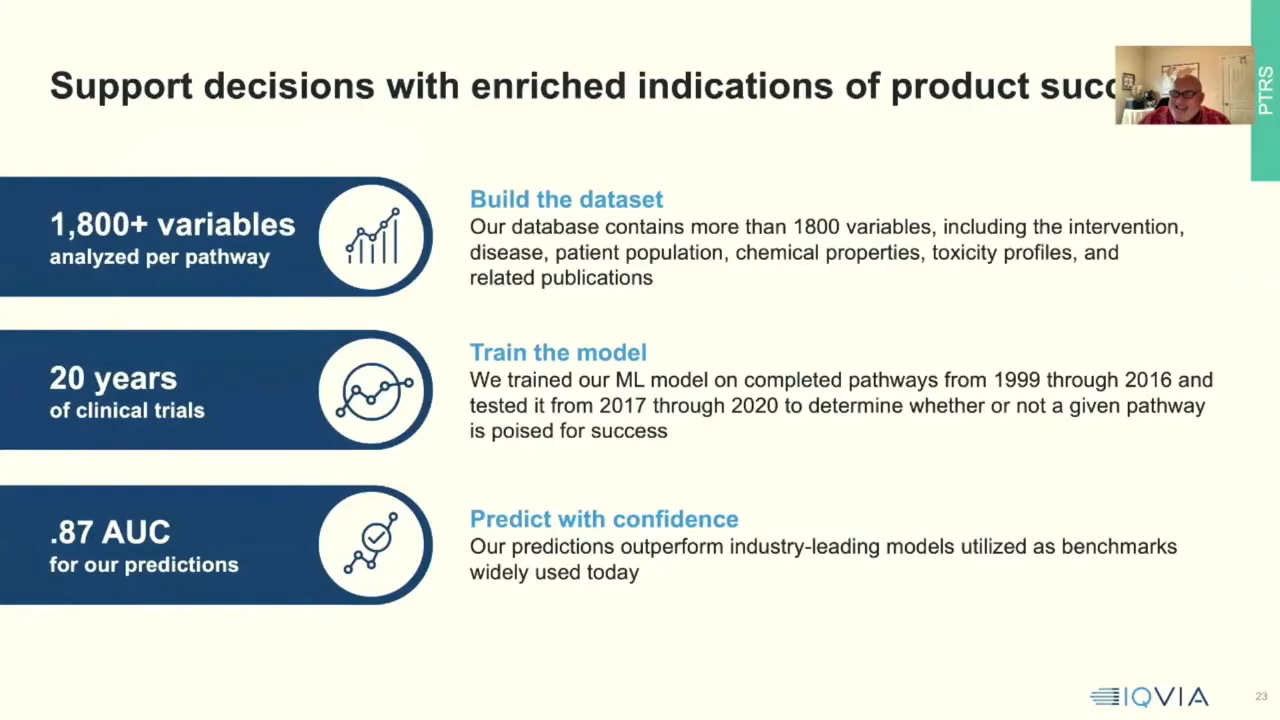 Support decisions with enriched indications of product succ
PTRS
1,800+ variables
analyzed per pathway
Build the dataset
Our database contains more than 1800 variables, including the intervention,
disease, patient population, chemical properties, toxicity profiles, and
related publications
20 years
of clinical trials
Train the model
We trained our ML model on completed pathways from 1999 through 2016 and
tested it from 2017 through 2020 to determine whether or not a given pathway
is poised for success
.87 AUC
for our predictions
Predict with confidence
Our predictions outperform industry-leading models utilized as benchmarks
widely used today
IQVIA
23